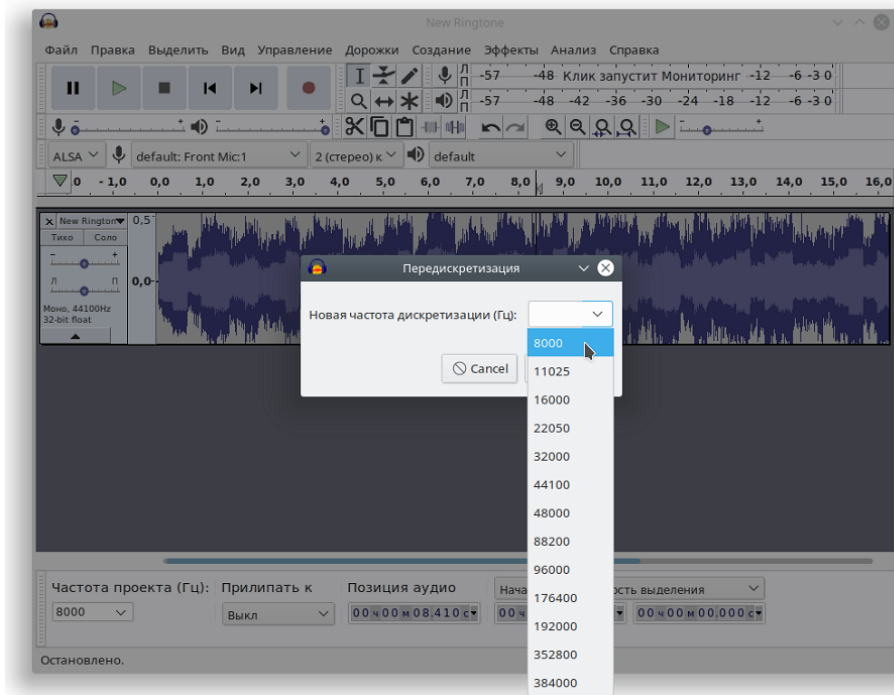 New Ringtone
Файл Правка Выделить Вид Управление Дорожки Создание Эффекты Анализ Справка
Л П -57 -48 Клик запустит Мониторинг -12 -6 -3 0
Л П -57 -48 -42 -36 -30 -24 -18 -12 -6 -3 0
- +
- +
- +
ALSA default: Front Mic:1 2 (стерео) к default
0 - 1,0 0,0 1,0 2,0 3,0 4,0 5,0 6,0 7,0 8,0 9,0 10,0 11,0 12,0 13,0 14,0 15,0 16,0
x New Rington 0,5
Тихо Соло
- +
Л П 0,0
Моно, 44100Hz
32-bit float
Передискретизация
Новая частота дискретизации (Гц):
Cancel
8000
11025
16000
22050
32000
44100
48000
88200
96000
176400
192000
352800
384000
Частота проекта (Гц): Прилипать к Позиция аудио Нача ость выделения
8000 Выкл 00 ч 00 м 08,410 с 00 ч 00 ч 00 м 00,000 с
Остановлено.